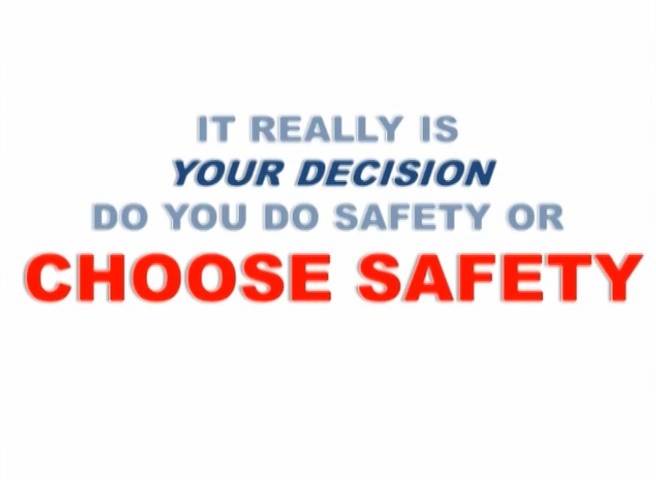 IT REALLY IS
YOUR DECISION
DO YOU DO SAFETY OR
CHOOSE SAFETY